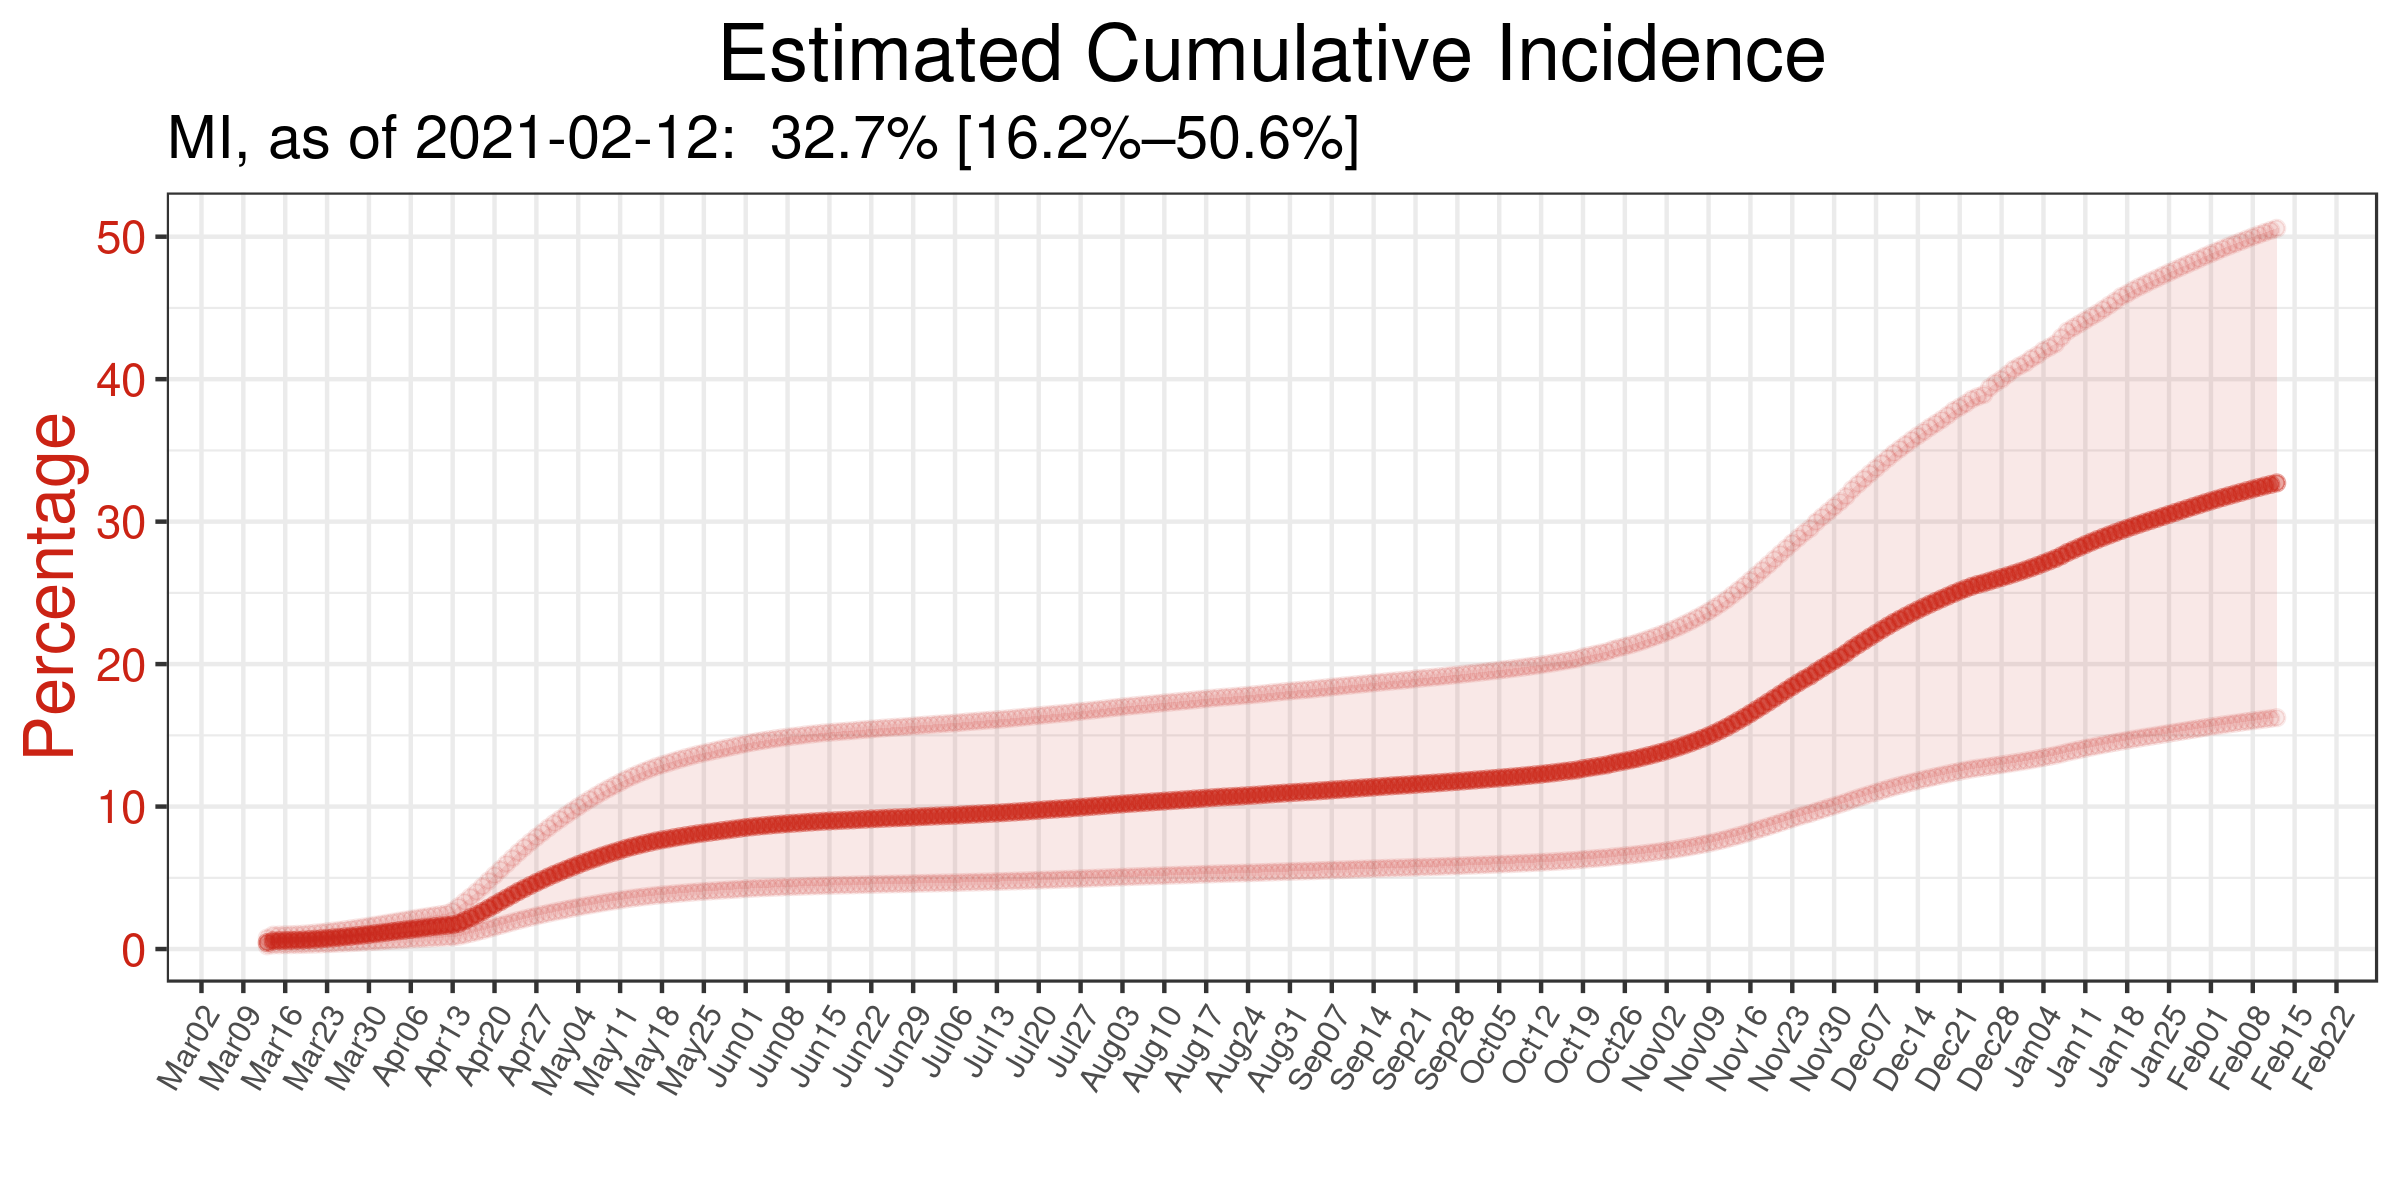 Estimated Cumulative Incidence
MI, as of 2021-02-12:  32.7% [16.2%–50.6%]
Percentage
50
40
30
20
10
0
Mar02
Mar09
Mar16
Mar23
Mar30
Apr06
Apr13
Apr20
Apr27
May04
May11
May18
May25
Jun01
Jun08
Jun15
Jun22
Jun29
Jul06
Jul13
Jul20
Jul27
Aug03
Aug10
Aug17
Aug24
Aug31
Sep07
Sep14
Sep21
Sep28
Oct05
Oct12
Oct19
Oct26
Nov02
Nov09
Nov16
Nov23
Nov30
Dec07
Dec14
Dec21
Dec28
Jan04
Jan11
Jan18
Jan25
Feb01
Feb08
Feb15
Feb22